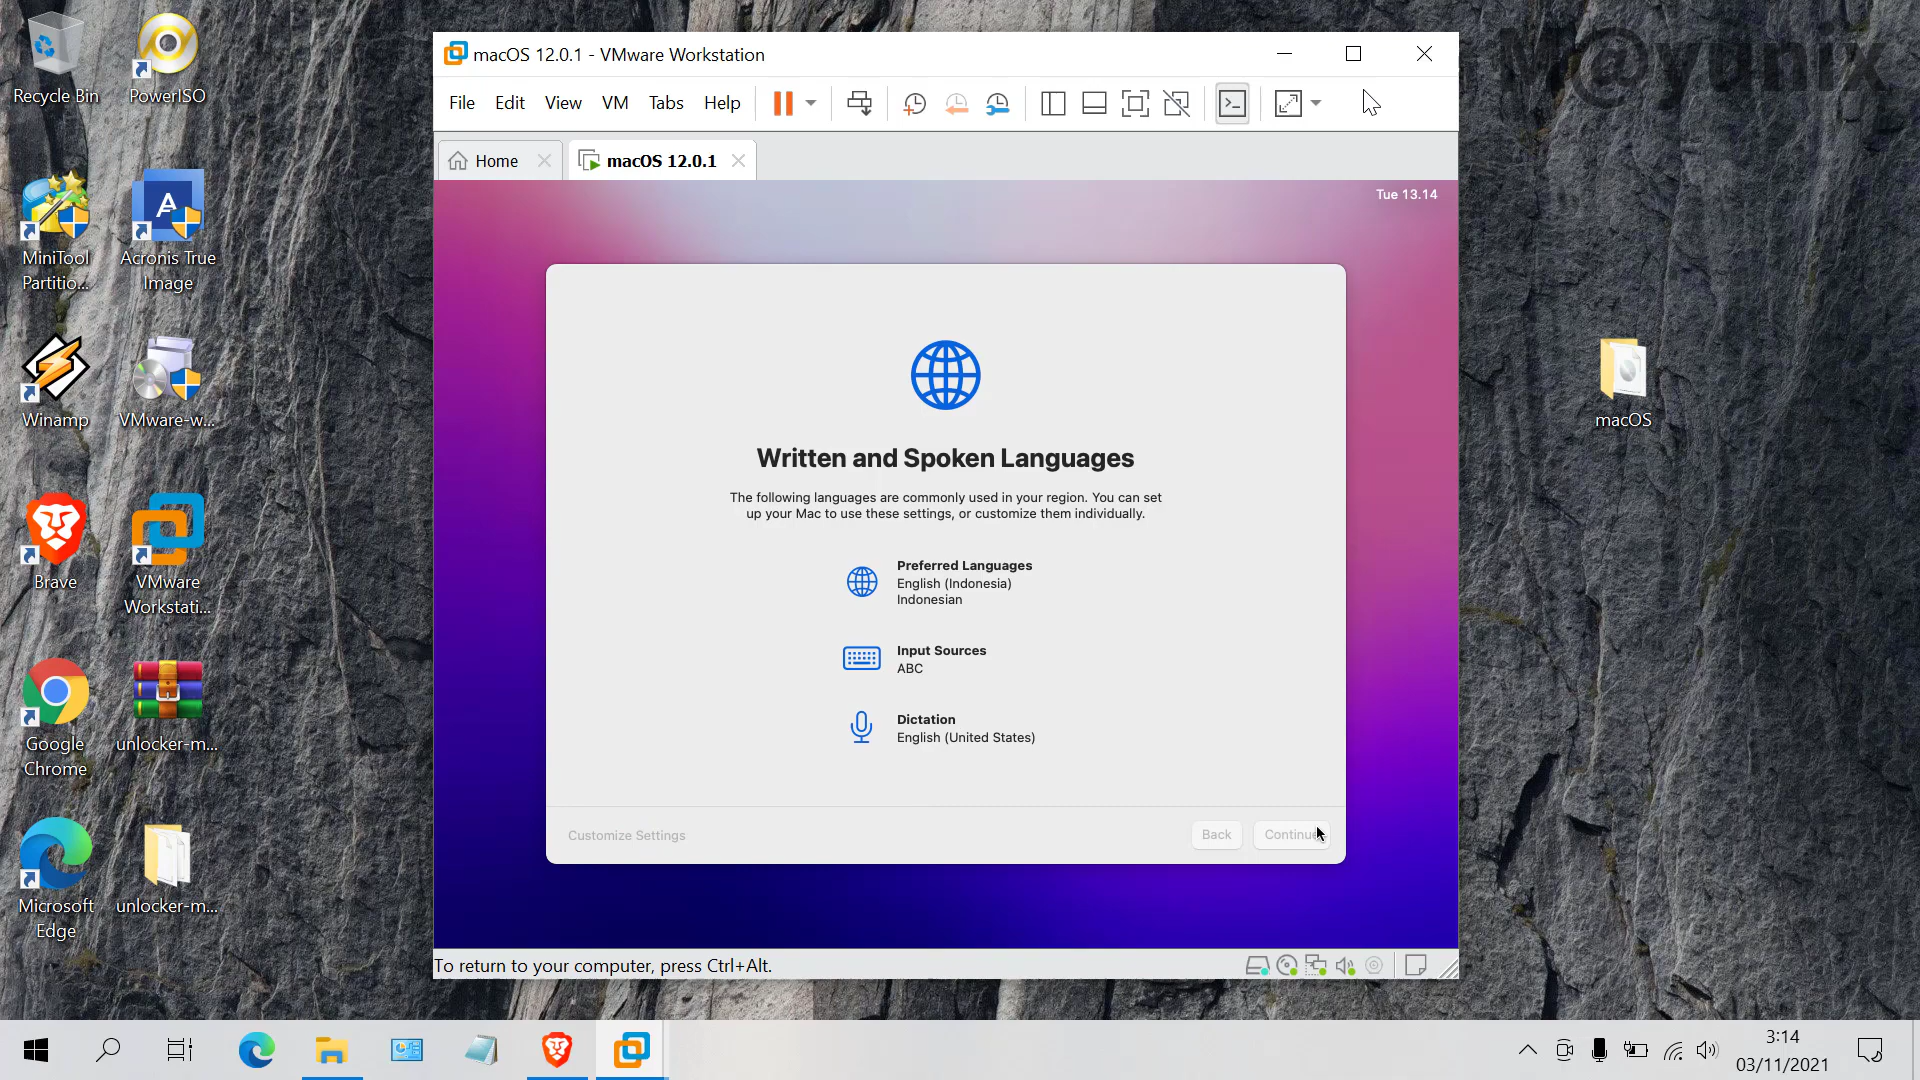 Recycle Bin
PowerISO
MiniTool
Partitio...
Acronis True
Image
Winamp
VMware-w...
Brave
VMware
Workstati...
Google
Chrome
unlocker-m...
Microsoft
Edge
unlocker-m...
macOS 12.0.1 - VMware Workstation
File Edit View VM Tabs Help
Home
macOS 12.0.1
Tue 13.14
Written and Spoken Languages
The following languages are commonly used in your region. You can set
up your Mac to use these settings, or customize them individually.
Preferred Languages
English (Indonesia)
Indonesian
Input Sources
ABC
Dictation
English (United States)
Customize Settings
Back
Continue
To return to your computer, press Ctrl+Alt.
macOS
3:14
03/11/2021